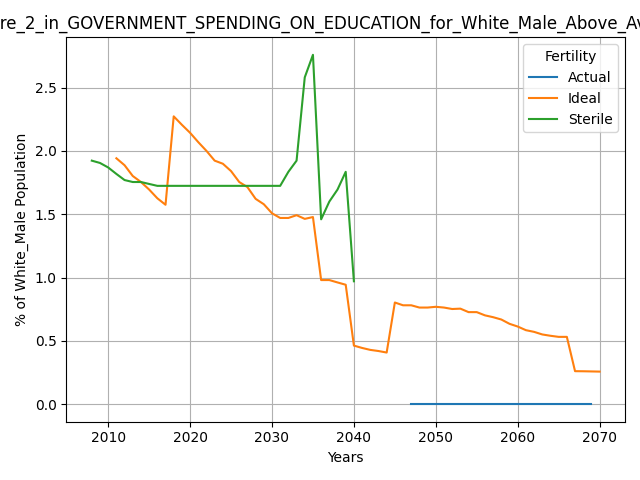 re_2_in_GOVERNMENT_SPENDING_ON_EDUCATION_for_White_Male_Above_Av
Fertility
Actual
Ideal
Sterile
% of White_Male Population
2.5
2.0
1.5
1.0
0.5
0.0
2010 2020 2030 2040 2050 2060 2070
Years